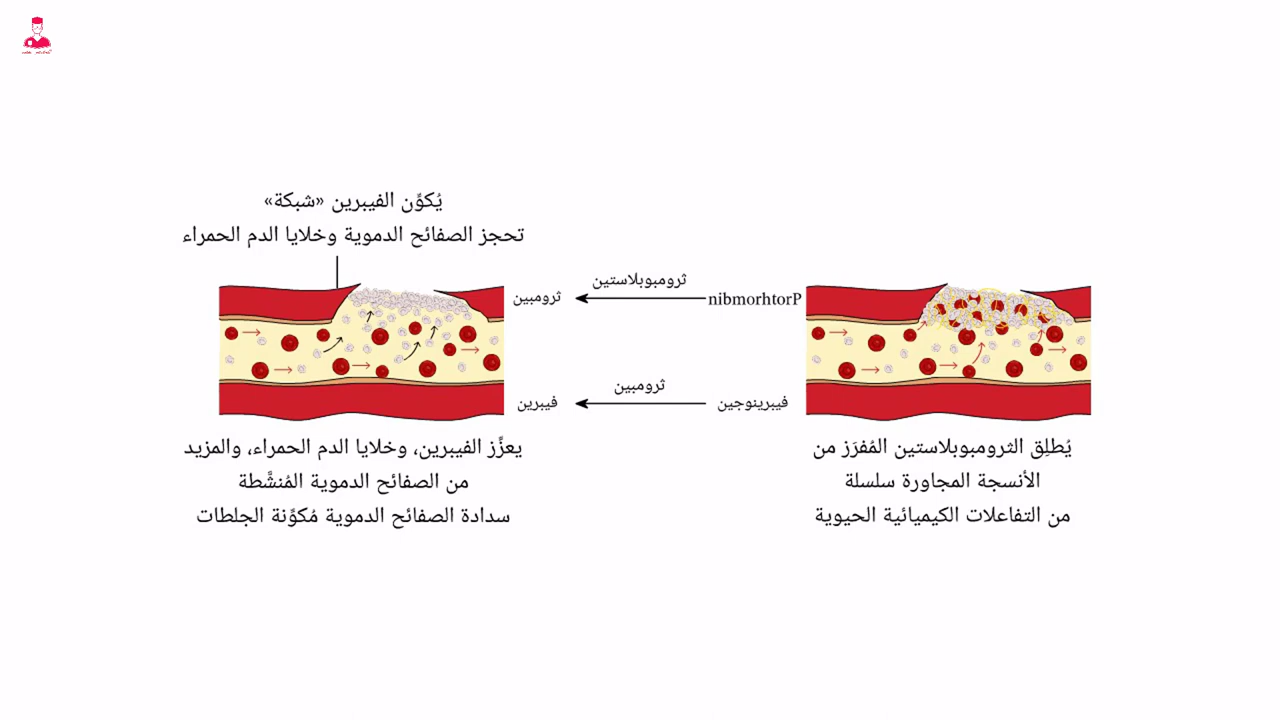 يُكوِّن الفيبرين «شبكة»
تحجز الصفائح الدموية وخلايا الدم الحمراء
ثرومبوبلاستين
nibmorhtorP
ثرومبين
ثرومبين
فيبرينوجين
فيبرين
يُطلِق الثرومبوبلاستين المُفرَز من
الأنسجة المجاورة سلسلة
من التفاعلات الكيميائية الحيوية
يعزِّز الفيبرين، وخلايا الدم الحمراء، والمزيد
من الصفائح الدموية المُنشَّطة
سدادة الصفائح الدموية مُكوِّنة الجلطات